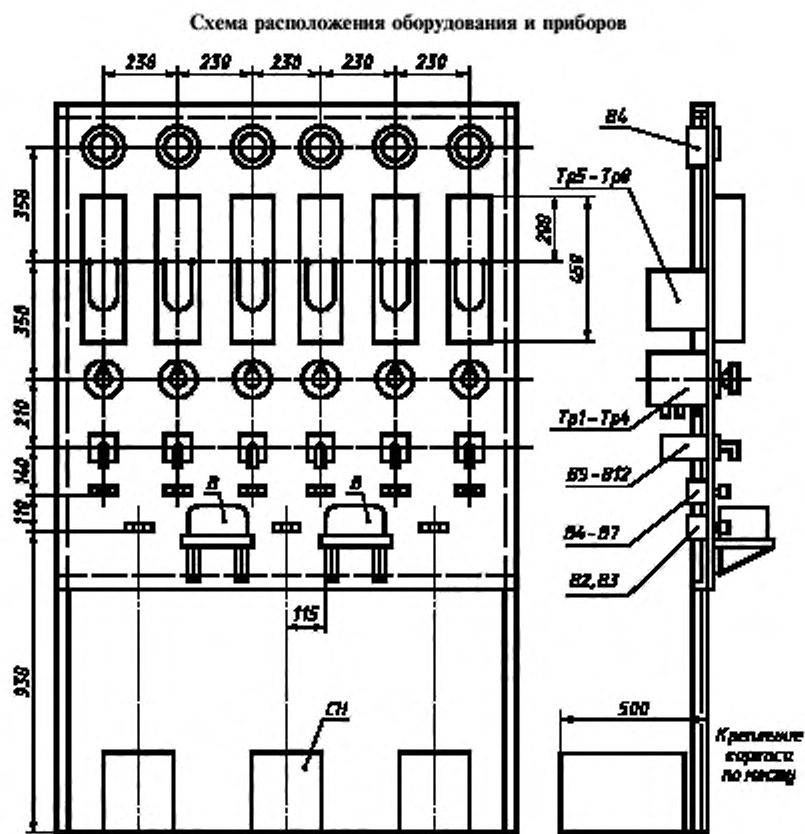 Схема расположения оборудования и приборов
230 230 230 230 230
В4
Тр5-Тр8
350
200
450
350
210
Тр1-Тр4
140
В9-В12
110
В В
В4-В7
В2,В3
115
930
СН
500
Крепление
каркаса
по месту